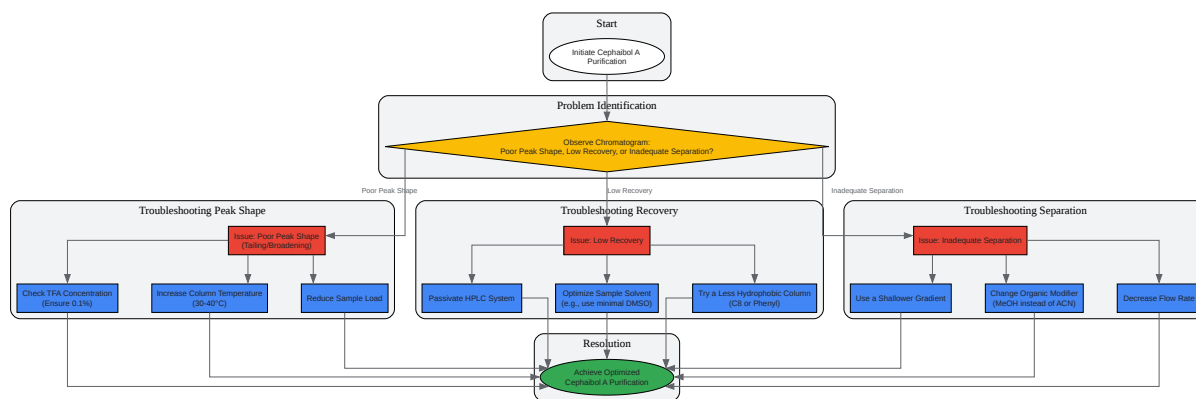 Start
Initiate Cephaibol A
Purification
Problem Identification
Observe Chromatogram:
Poor Peak Shape, Low Recovery, or Inadequate Separation?
Poor Peak Shape
Low Recovery
Inadequate Separation
Troubleshooting Peak Shape
Issue: Poor Peak Shape
(Tailing/Broadening)
Check TFA Concentration
(Ensure 0.1%)
Increase Column Temperature
(30-40°C)
Reduce Sample Load
Troubleshooting Recovery
Issue: Low Recovery
Passivate HPLC System
Optimize Sample Solvent
(e.g., use minimal DMSO)
Try a Less Hydrophobic Column
(C8 or Phenyl)
Troubleshooting Separation
Issue: Inadequate Separation
Use a Shallower Gradient
Change Organic Modifier
(MeOH instead of ACN)
Decrease Flow Rate
Resolution
Achieve Optimized
Cephaibol A Purification